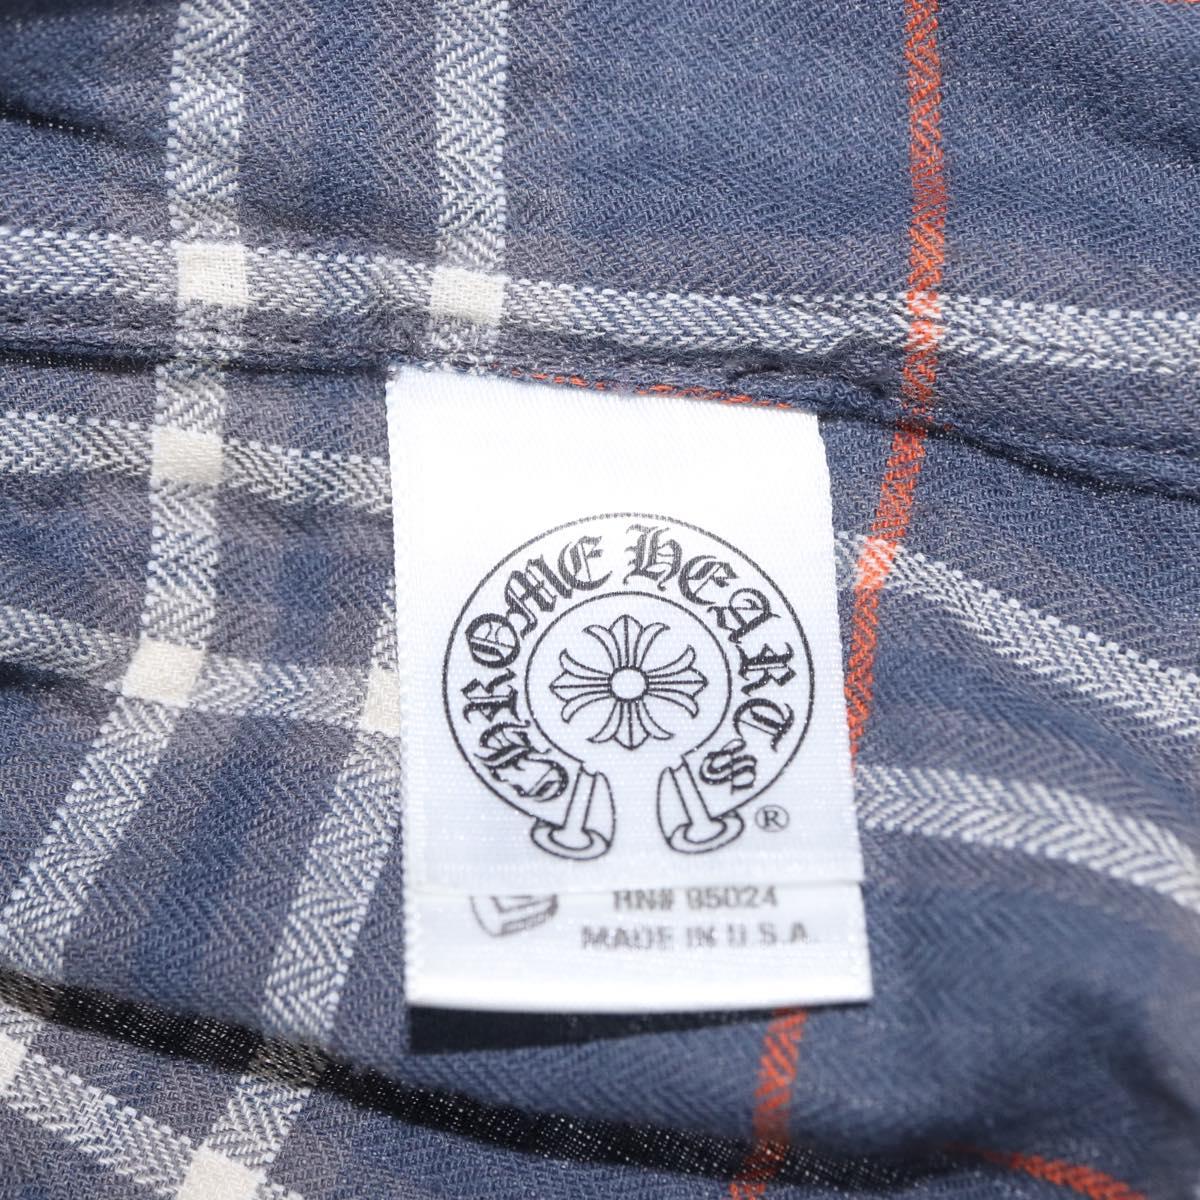 CHROME HEARTS
®
RN# 95024
MADE IN U.S.A.